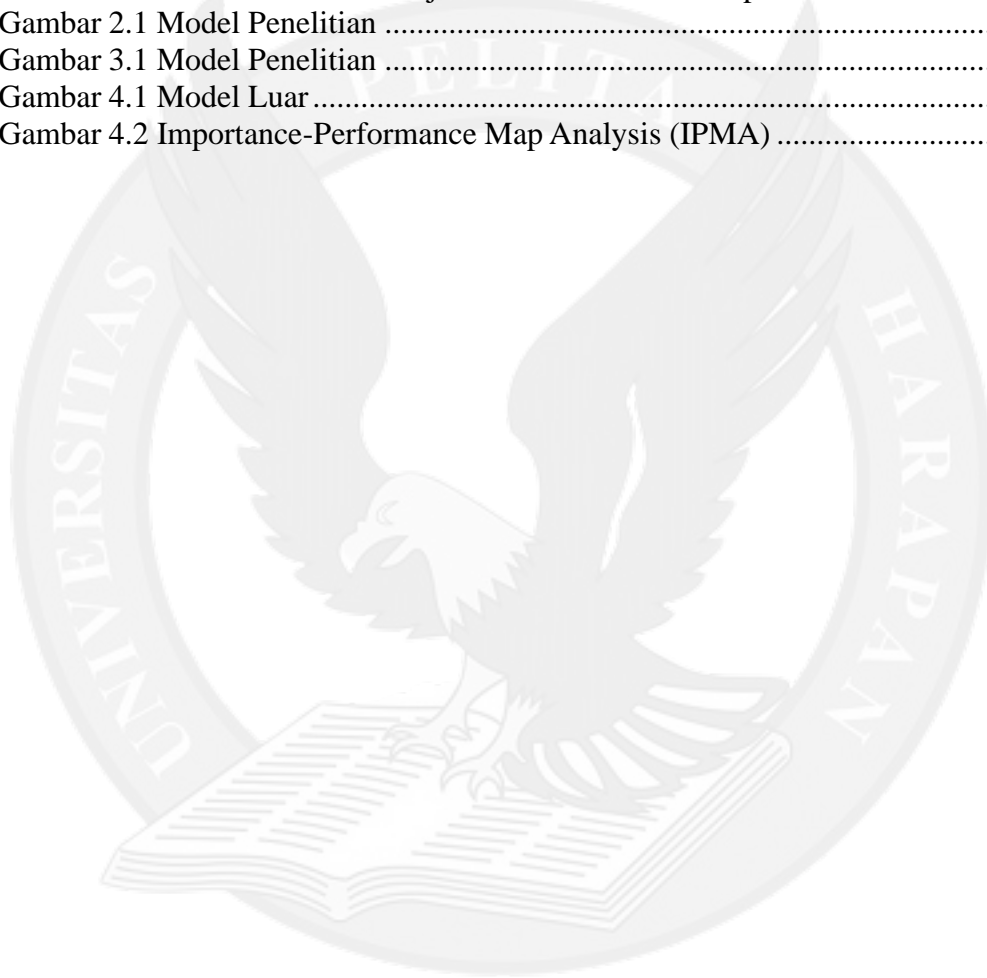 Gambar 2.1 Model Penelitian ..........................................................................
Gambar 3.1 Model Penelitian ..........................................................................
Gambar 4.1 Model Luar...................................................................................
Gambar 4.2 Importance-Performance Map Analysis (IPMA) ..........................
UNIVERSITAS PELITA HARAPAN